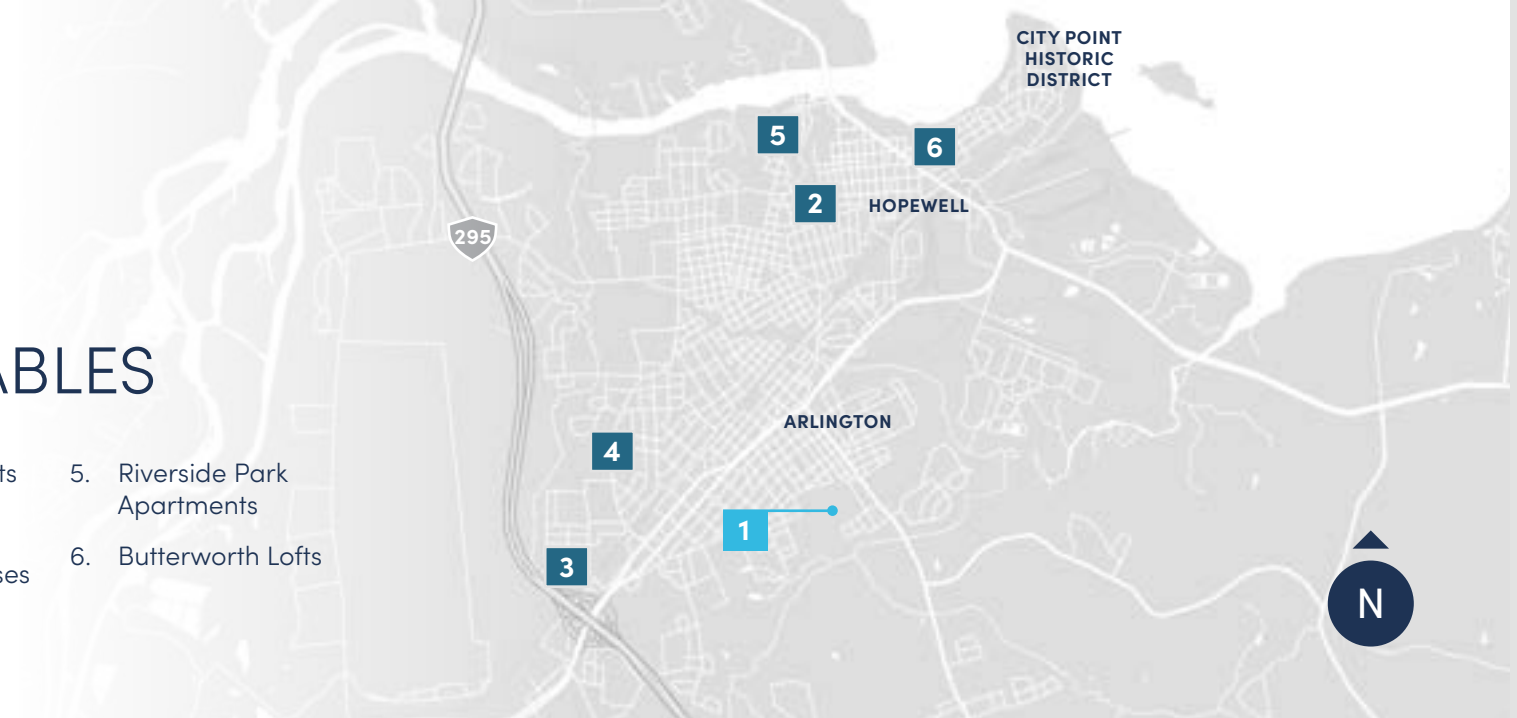 CITY POINT
HISTORIC
DISTRICT
5
6
2
HOPEWELL
295
ABLES
ARLINGTON
4
ts
5. Riverside Park
Apartments
1
6. Butterworth Lofts
3
ses
N